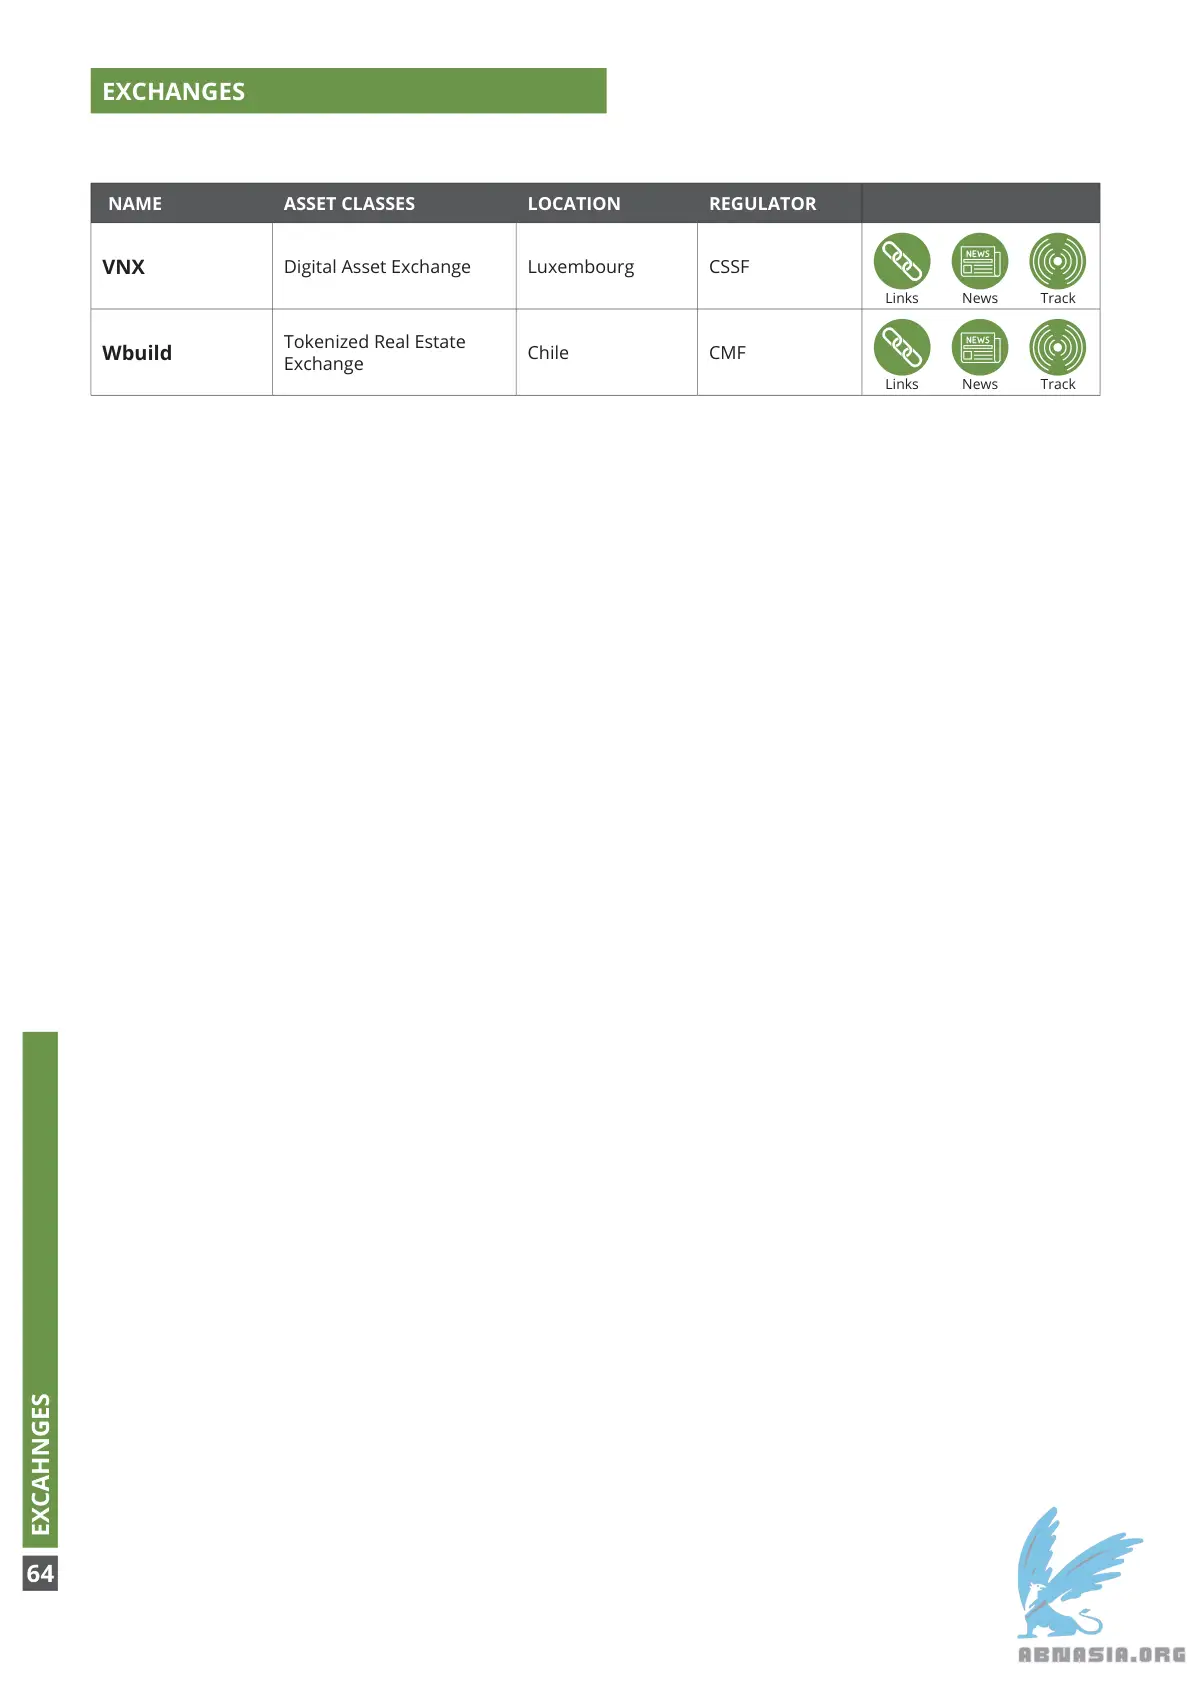 EXCHANGES
NAME ASSET CLASSES LOCATION REGULATOR
VNX Digital Asset Exchange Luxembourg CSSF
NEWS
Links News Track
Wbuild Tokenized Real Estate Exchange Chile CMF
NEWS
Links News Track
EXCAHNGES
64
ABNASIA.ORG